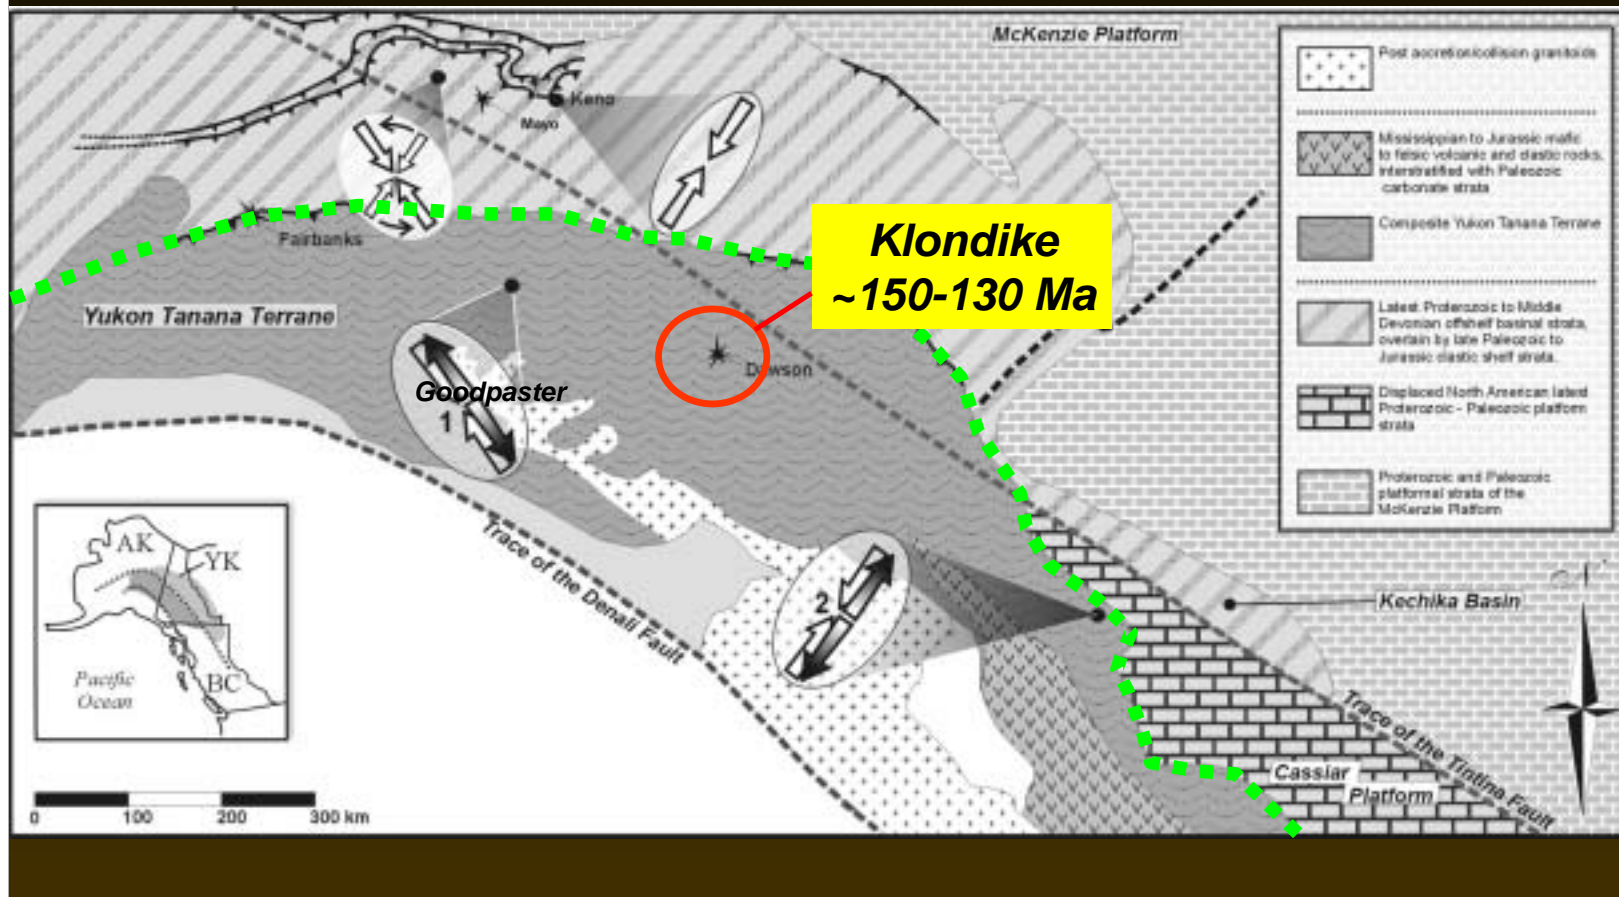 McKenzie Platform
Keno
Mayo
Fairbanks
Klondike
~150-130 Ma
Yukon Tanana Terrane
Dawson
Goodpaster
1
2
Trace of the Denali Fault
Kechika Basin
Trace of the Tintina Fault
Cassiar
Platform
AK
YK
BC
Pacific
Ocean
0 100 200 300 km
Post accretion/collision granitoids
Mississippian to Jurassic mafic
to felsic volcanic and clastic rocks,
interstratified with Paleozoic
carbonate strata
Composite Yukon Tanana Terrane
Latest Proterozoic to Middle
Devonian offshelf basinal strata,
overlain by late Paleozoic to
Jurassic clastic shelf strata.
Displaced North American latest
Proterozoic - Paleozoic platform
strata
Proterozoic and Paleozoic
platformal strata of the
McKenzie Platform